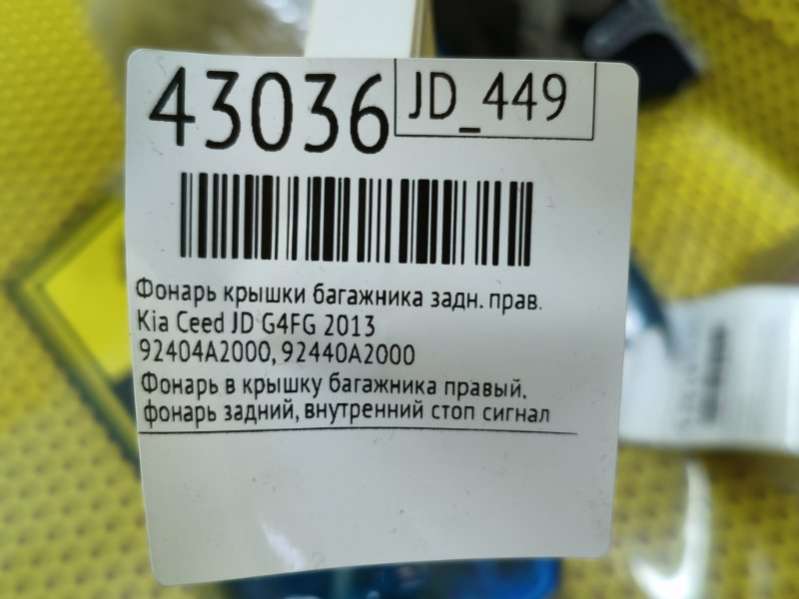 43036
JD_449
Фонарь крышки багажника задн. прав.
Kia Ceed JD G4FG 2013
92404A2000, 92440A2000
Фонарь в крышку багажника правый,
фонарь задний, внутренний стоп сигнал